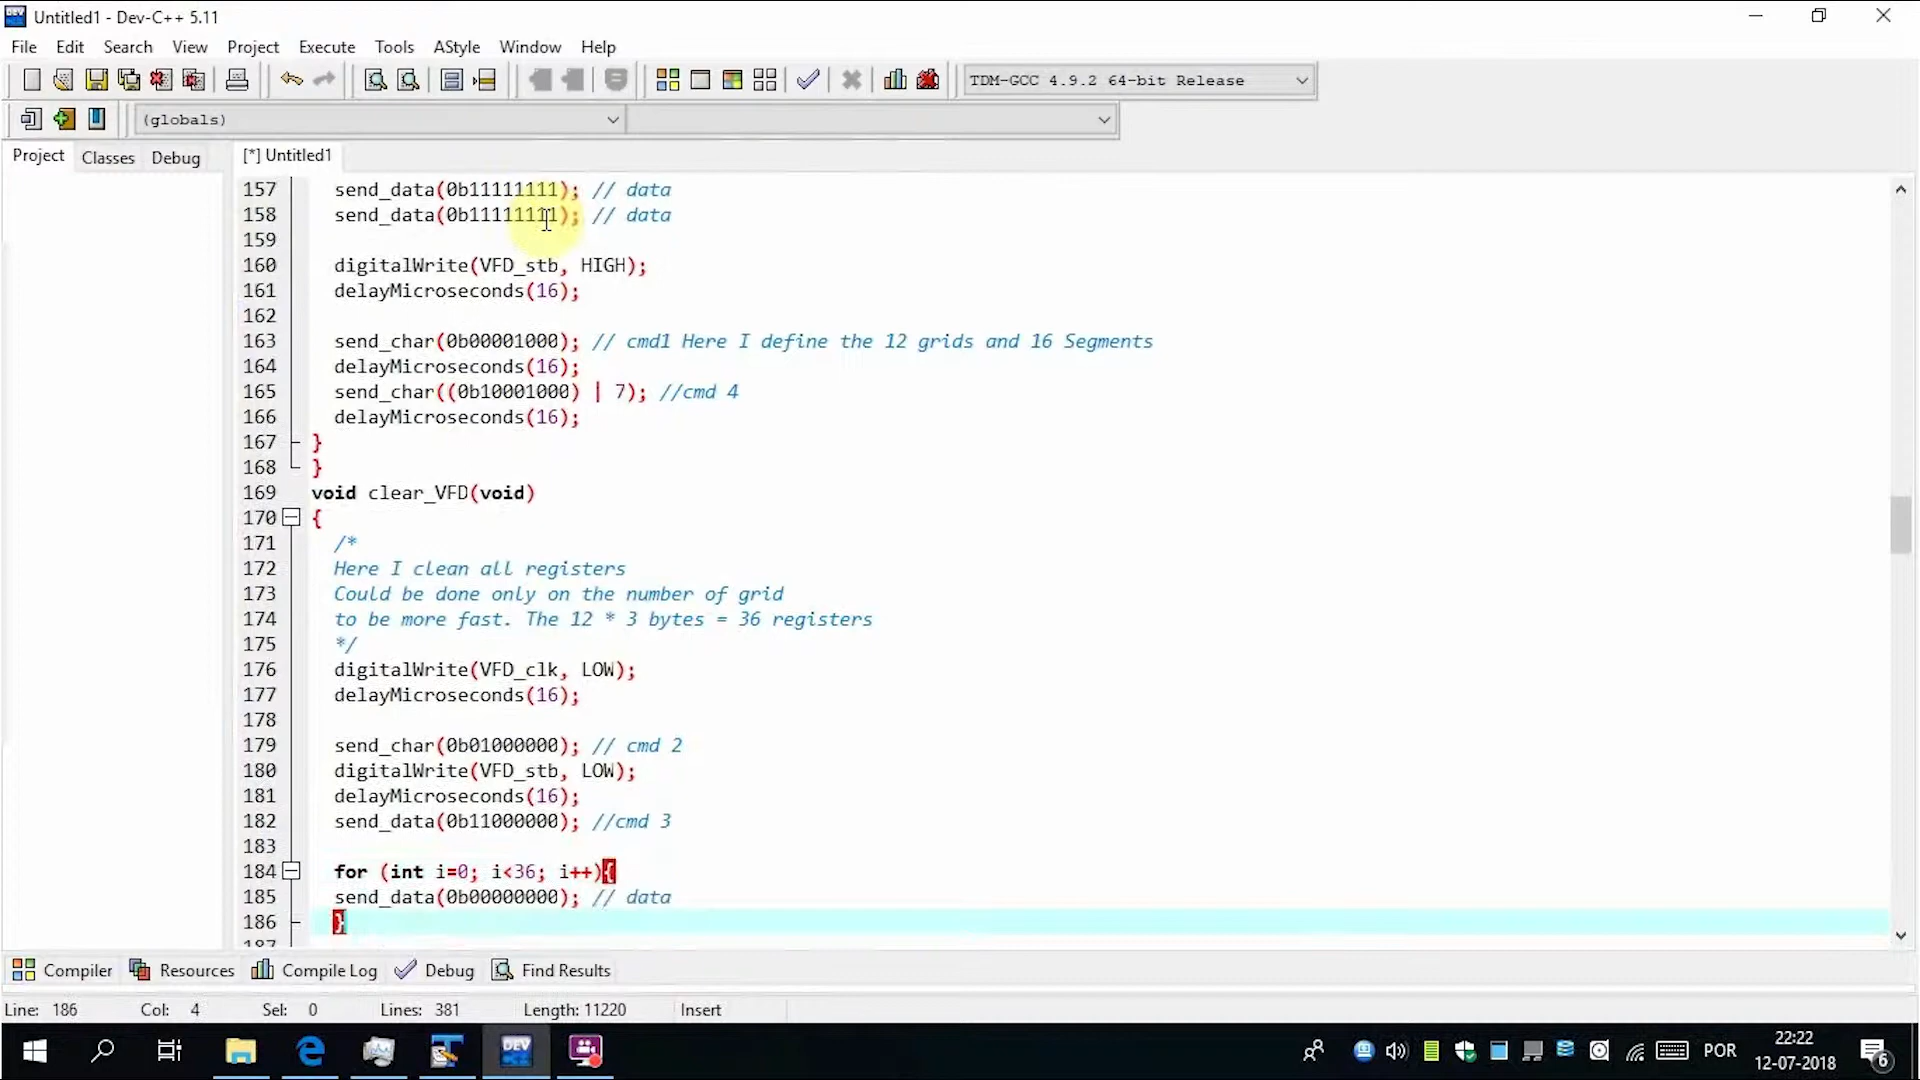 Untitled1 - Dev-C++ 5.11
File Edit Search View Project Execute Tools AStyle Window Help
TDM-GCC 4.9.2 64-bit Release
(globals)
Project Classes Debug [*] Untitled1
157 send_data(0b11111111); // data
158 send_data(0b11111111); // data
159
160 digitalWrite(VFD_stb, HIGH);
161 delayMicroseconds(16);
162
163 send_char(0b00001000); // cmd1 Here I define the 12 grids and 16 Segments
164 delayMicroseconds(16);
165 send_char((0b10001000) | 7); //cmd 4
166 delayMicroseconds(16);
167 }
168 }
169 void clear_VFD(void)
170 {
171 /*
172 Here I clean all registers
173 Could be done only on the number of grid
174 to be more fast. The 12 * 3 bytes = 36 registers
175 */
176 digitalWrite(VFD_clk, LOW);
177 delayMicroseconds(16);
178
179 send_char(0b01000000); // cmd 2
180 digitalWrite(VFD_stb, LOW);
181 delayMicroseconds(16);
182 send_data(0b11000000); //cmd 3
183
184 for (int i=0; i<36; i++){
185 send_data(0b00000000); // data
186 }
187
Compiler Resources Compile Log Debug Find Results
Line: 186 Col: 4 Sel: 0 Lines: 381 Length: 11220 Insert
DEV
POR
22:22
12-07-2018
6